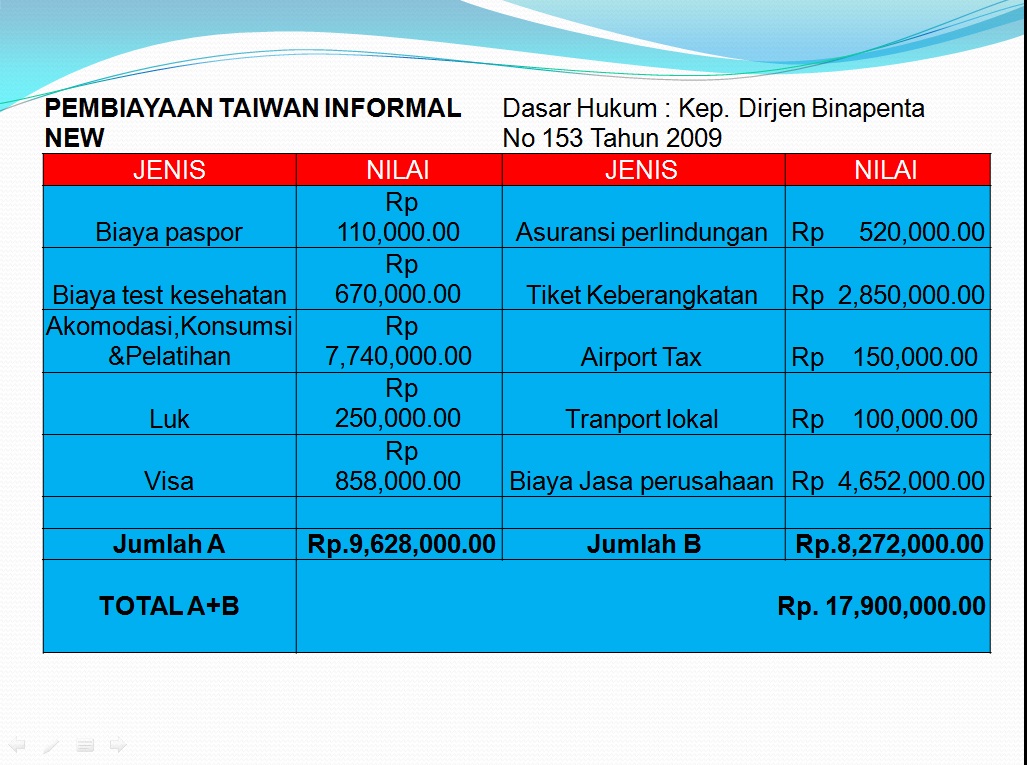 PEMBIAYAAN TAIWAN INFORMAL
NEW
Dasar Hukum : Kep. Dirjen Binapenta
No 153 Tahun 2009
JENIS NILAI JENIS NILAI
Biaya paspor Rp 110,000.00 Asuransi perlindungan Rp 520,000.00
Biaya test kesehatan Rp 670,000.00 Tiket Keberangkatan Rp 2,850,000.00
Akomodasi,Konsumsi
&Pelatihan Rp 7,740,000.00 Airport Tax Rp 150,000.00
Luk Rp 250,000.00 Tranport lokal Rp 100,000.00
Visa Rp 858,000.00 Biaya Jasa perusahaan Rp 4,652,000.00
Jumlah A Rp.9,628,000.00 Jumlah B Rp.8,272,000.00
TOTAL A+B Rp. 17,900,000.00